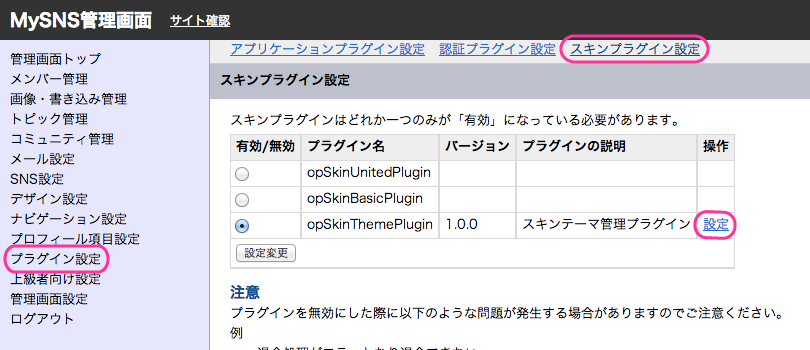 MySNS管理画面 サイト確認
アプリケーションプラグイン設定 認証プラグイン設定 スキンプラグイン設定
管理画面トップ
メンバー管理
画像・書き込み管理
トピック管理
コミュニティ管理
メール設定
SNS設定
デザイン設定
ナビゲーション設定
プロフィール項目設定
プラグイン設定
上級者向け設定
管理画面設定
ログアウト
スキンプラグイン設定
スキンプラグインはどれか一つのみが「有効」になっている必要があります。
有効/無効 プラグイン名 バージョン プラグインの説明 操作
opSkinUnitedPlugin
opSkinBasicPlugin
opSkinThemePlugin 1.0.0 スキンテーマ管理プラグイン 設定
設定変更
注意
プラグインを無効にした際に以下のような問題が発生する場合がありますのでご注意ください。
例